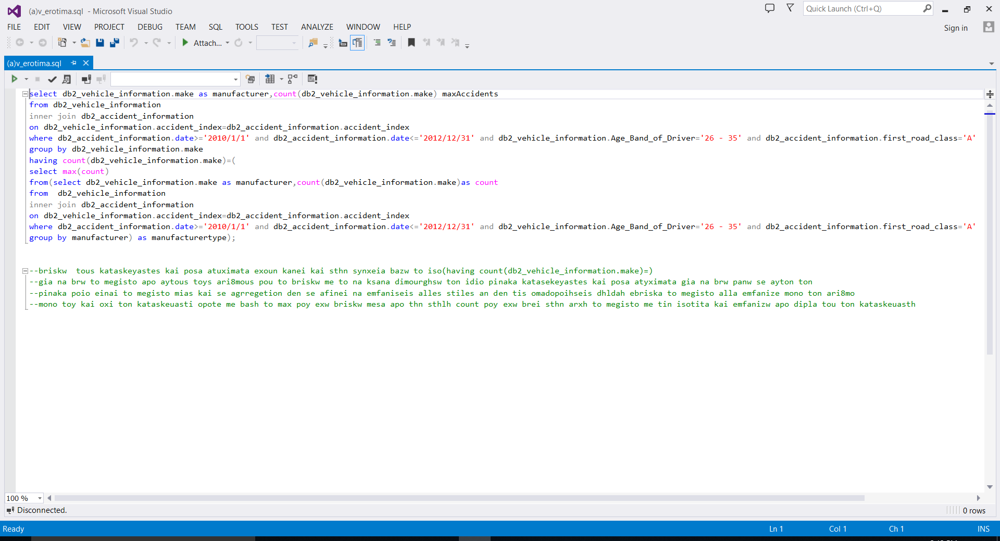 (a)v_erotima.sql - Microsoft Visual Studio
Quick Launch (Ctrl+Q)
FILE EDIT VIEW PROJECT DEBUG TEAM SQL TOOLS TEST ANALYZE WINDOW HELP
Sign in
Attach...
(a)v_erotima.sql
select db2_vehicle_information.make as manufacturer,count(db2_vehicle_information.make) maxAccidents
from db2_vehicle_information
inner join db2_accident_information
on db2_vehicle_information.accident_index=db2_accident_information.accident_index
where db2_accident_information.date>='2010/1/1' and db2_accident_information.date<='2012/12/31' and db2_vehicle_information.Age_Band_of_Driver='26 - 35' and db2_accident_information.first_road_class='A'
group by db2_vehicle_information.make
having count(db2_vehicle_information.make)=(
select max(count)
from(select db2_vehicle_information.make as manufacturer,count(db2_vehicle_information.make)as count
from  db2_vehicle_information
inner join db2_accident_information
on db2_vehicle_information.accident_index=db2_accident_information.accident_index
where db2_accident_information.date>='2010/1/1' and db2_accident_information.date<='2012/12/31' and db2_vehicle_information.Age_Band_of_Driver='26 - 35' and db2_accident_information.first_road_class='A'
group by manufacturer) as manufacturertype);
--briskw  tous kataskeyastes kai posa atuximata exoun kanei kai sthn synxeia bazw to iso(having count(db2_vehicle_information.make)=)
--gia na brw to megisto apo aytous toys ari8mous pou to briskw me to na ksana dimourghsw ton idio pinaka katasekeyastes kai posa atyximata gia na brw panw se ayton ton
--pinaka poio einai to megisto mias kai se agrregetion den se afinei na emfaniseis alles stiles an den tis omadopoihseis dhldah ebriska to megisto alla emfanize mono ton ari8mo
--mono toy kai oxi ton kataskeuasti opote me bash to max poy exw briskw mesa apo thn sthlh count poy exw brei sthn arxh to megisto me tin isotita kai emfanizw apo dipla tou ton kataskeuasth
100 %
Disconnected.
0 rows
Ready
Ln 1
Col 1
Ch 1
INS